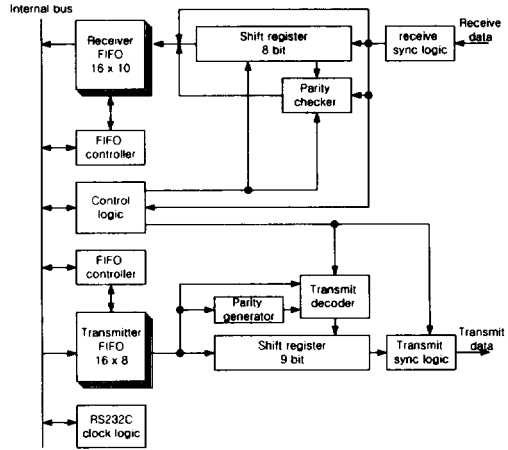 Internal bus
Receiver
FIFO
16 x 10
Shift register
8 bit
receive
sync logic
Receive
data
Parity
checker
FIFO
controller
Control
logic
FIFO
controller
Transmitter
FIFO
16 x 8
Parity
generator
Transmit
decoder
Shift register
9 bit
Transmit
sync logic
Transmit
data
RS232C
clock logic